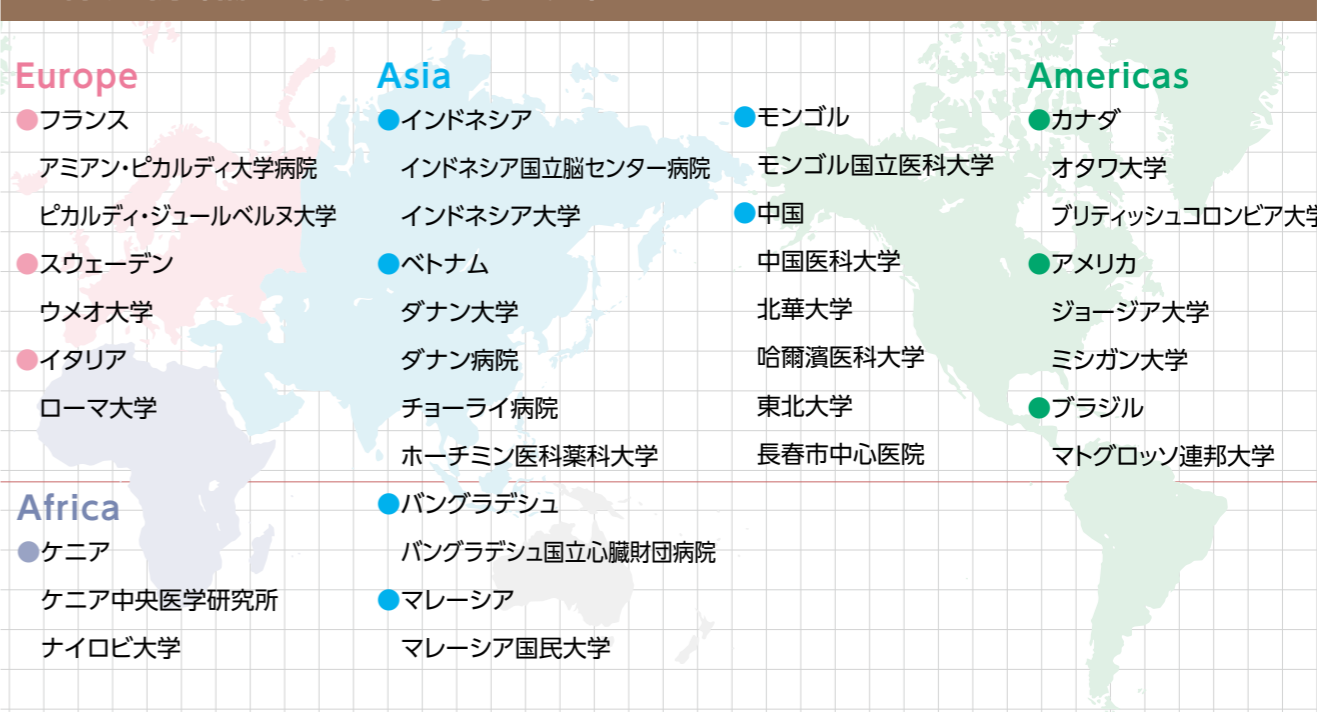 Europe
●フランス
アミアン・ピカルディ大学病院
ピカルディ・ジュールベルヌ大学
●スウェーデン
ウメオ大学
●イタリア
ローマ大学
Africa
●ケニア
ケニア中央医学研究所
ナイロビ大学
Asia
●インドネシア
インドネシア国立脳センター病院
インドネシア大学
●ベトナム
ダナン大学
ダナン病院
チョーライ病院
ホーチミン医科薬科大学
●バングラデシュ
バングラデシュ国立心臓財団病院
●マレーシア
マレーシア国民大学
●モンゴル
モンゴル国立医科大学
●中国
中国医科大学
北華大学
哈爾濱医科大学
東北大学
長春市中心医院
Americas
●カナダ
オタワ大学
ブリティッシュコロンビア大学
●アメリカ
ジョージア大学
ミシガン大学
●ブラジル
マトグロッソ連邦大学